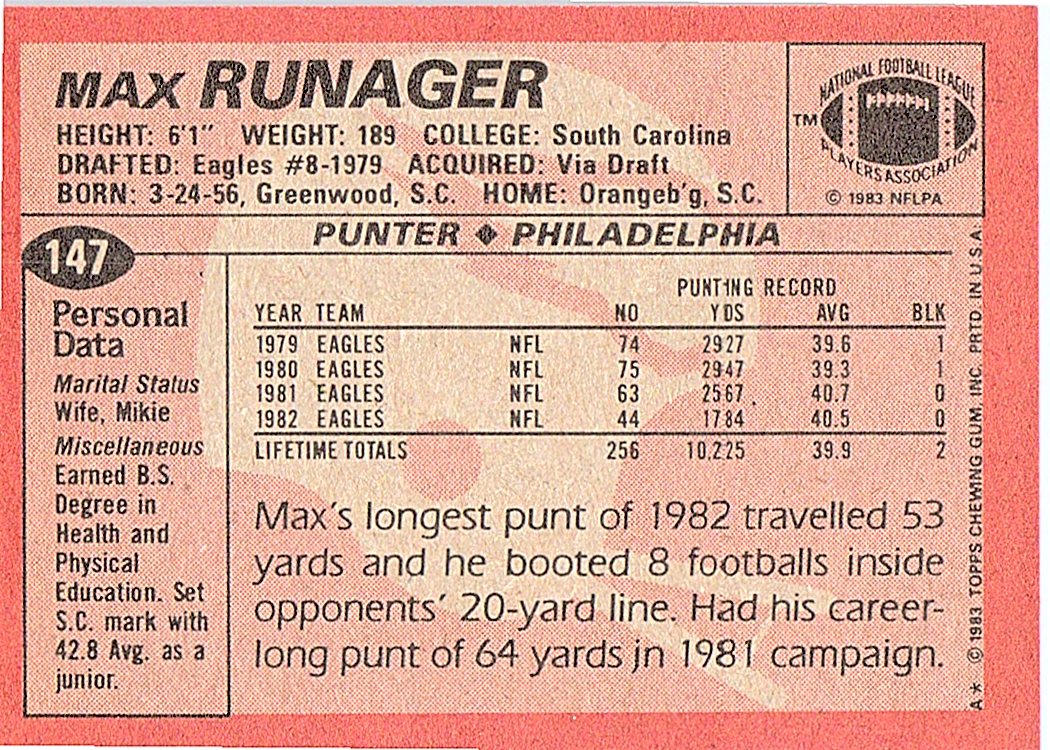 MAX RUNAGER
HEIGHT: 6'1" WEIGHT: 189 COLLEGE: South Carolina
DRAFTED: Eagles #8-1979 ACQUIRED: Via Draft
BORN: 3-24-56, Greenwood, S.C. HOME: Orangeb'g, S.C.
NATIONAL FOOTBALL LEAGUE
TM
PLAYERS ASSOCIATION
© 1983 NFLPA
147
PUNTER ◆ PHILADELPHIA
Personal
Data
Marital Status
Wife, Mikie
Miscellaneous
Earned B.S.
Degree in
Health and
Physical
Education. Set
S.C. mark with
42.8 Avg. as a
junior.
PUNTING RECORD
YEAR TEAM NO YDS AVG BLK
1979 EAGLES NFL 74 2927 39.6 1
1980 EAGLES NFL 75 2947 39.3 1
1981 EAGLES NFL 63 2567 40.7 0
1982 EAGLES NFL 44 1784 40.5 0
LIFETIME TOTALS 256 10,225 39.9 2
Max's longest punt of 1982 travelled 53
yards and he booted 8 footballs inside
opponents' 20-yard line. Had his career-
long punt of 64 yards in 1981 campaign.
A* © 1983 TOPPS CHEWING GUM, INC. PRTD. IN U.S.A.